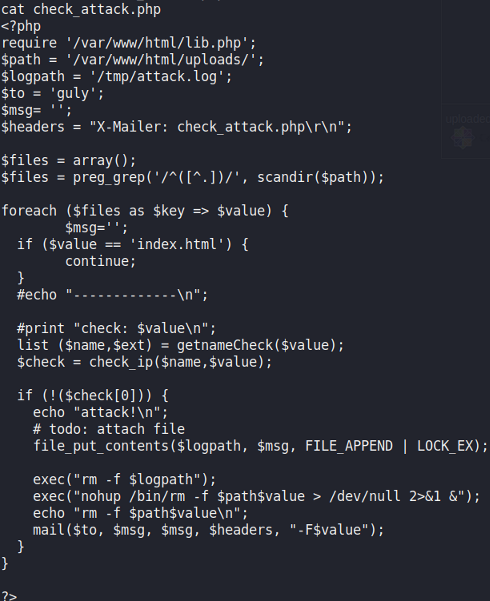 cat check_attack.php
<?php
require '/var/www/html/lib.php';
$path = '/var/www/html/uploads/';
$logpath = '/tmp/attack.log';
$to = 'guly';
$msg= '';
$headers = "X-Mailer: check_attack.php\r\n";

$files = array();
$files = preg_grep('/^([^.])/', scandir($path));

foreach ($files as $key => $value) {
        $msg='';
  if ($value == 'index.html') {
        continue;
  }
  #echo "-------------\n";

  #print "check: $value\n";
  list ($name,$ext) = getnameCheck($value);
  $check = check_ip($name,$value);

  if (!($check[0])) {
    echo "attack!\n";
    # todo: attach file
    file_put_contents($logpath, $msg, FILE_APPEND | LOCK_EX);

    exec("rm -f $logpath");
    exec("nohup /bin/rm -f $path$value > /dev/null 2>&1 &");
    echo "rm -f $path$value\n";
    mail($to, $msg, $msg, $headers, "-F$value");
  }
}

?>